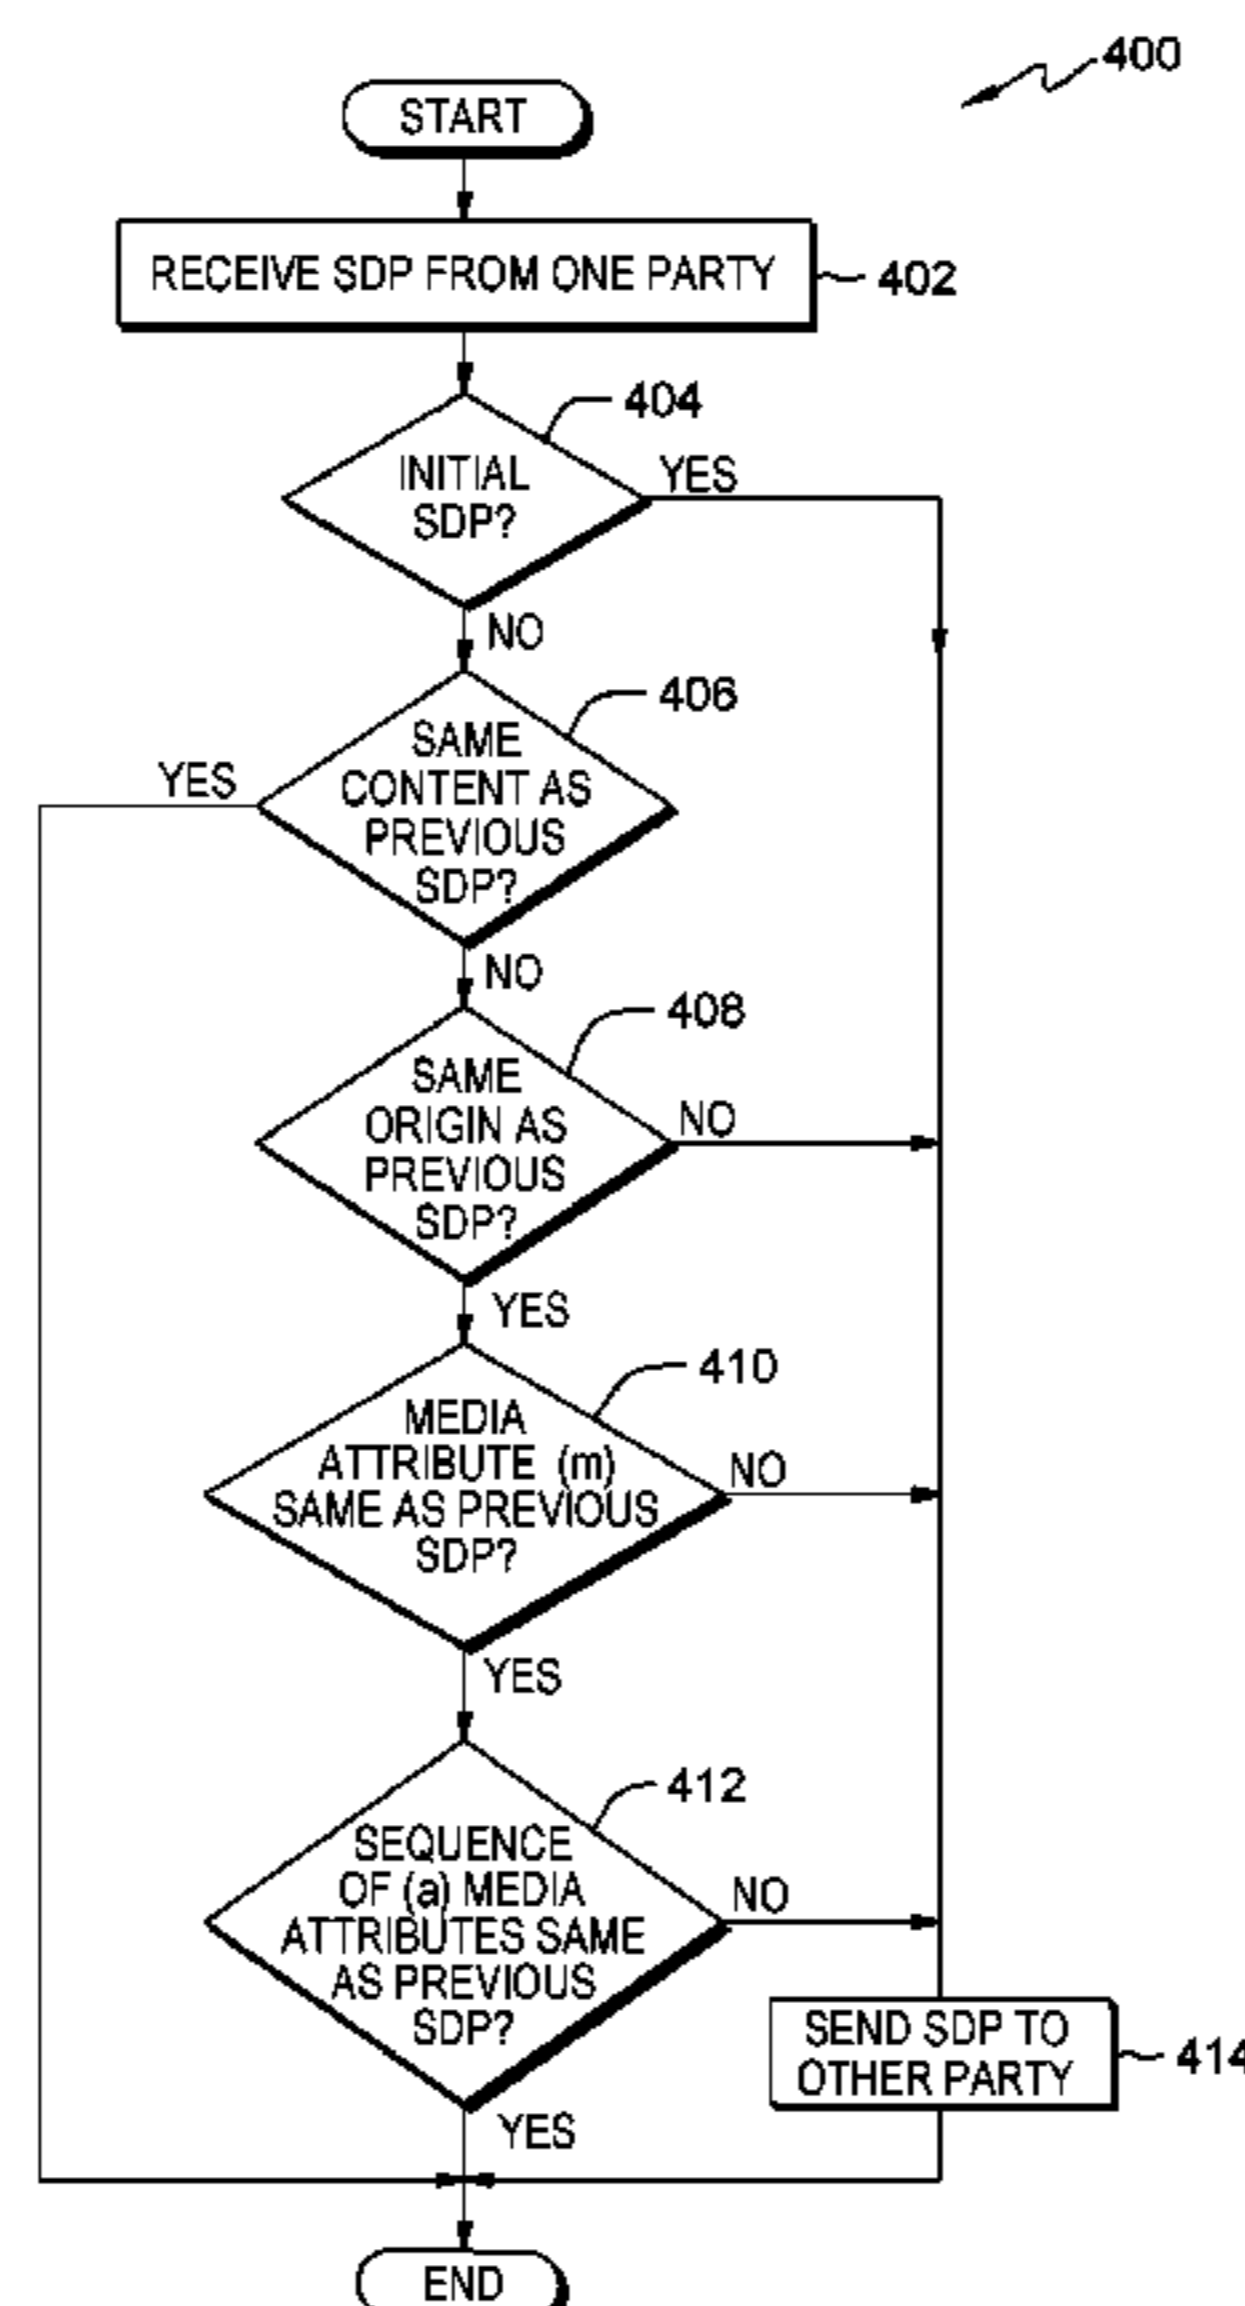 400
START
RECEIVE SDP FROM ONE PARTY
402
404
INITIAL
SDP?
YES
NO
406
SAME
CONTENT AS
PREVIOUS
SDP?
YES
NO
408
SAME
ORIGIN AS
PREVIOUS
SDP?
NO
YES
410
MEDIA
ATTRIBUTE (m)
SAME AS PREVIOUS
SDP?
NO
YES
412
SEQUENCE
OF (a) MEDIA
ATTRIBUTES SAME
AS PREVIOUS
SDP?
NO
YES
SEND SDP TO
OTHER PARTY
414
END